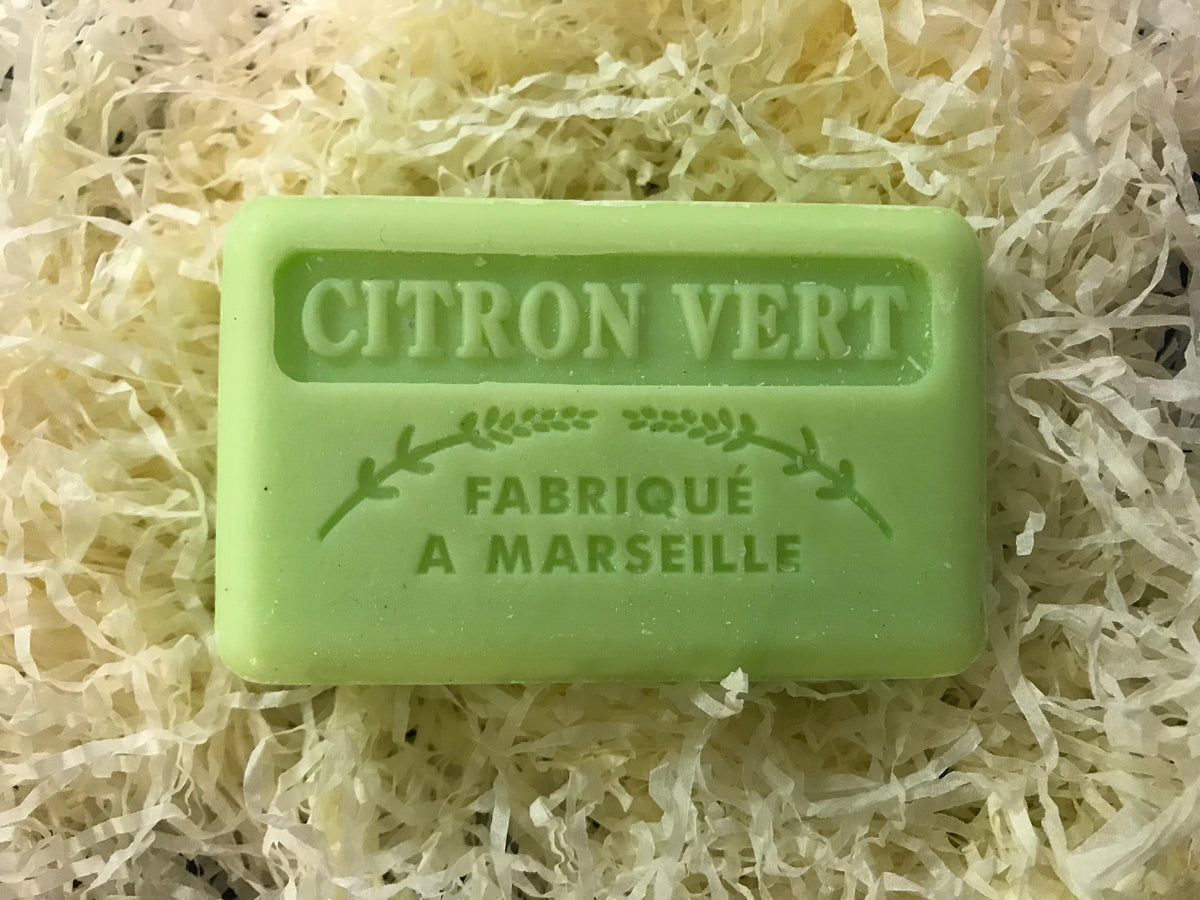 CITRON VERT
FABRIQUÉ
A MARSEILLE